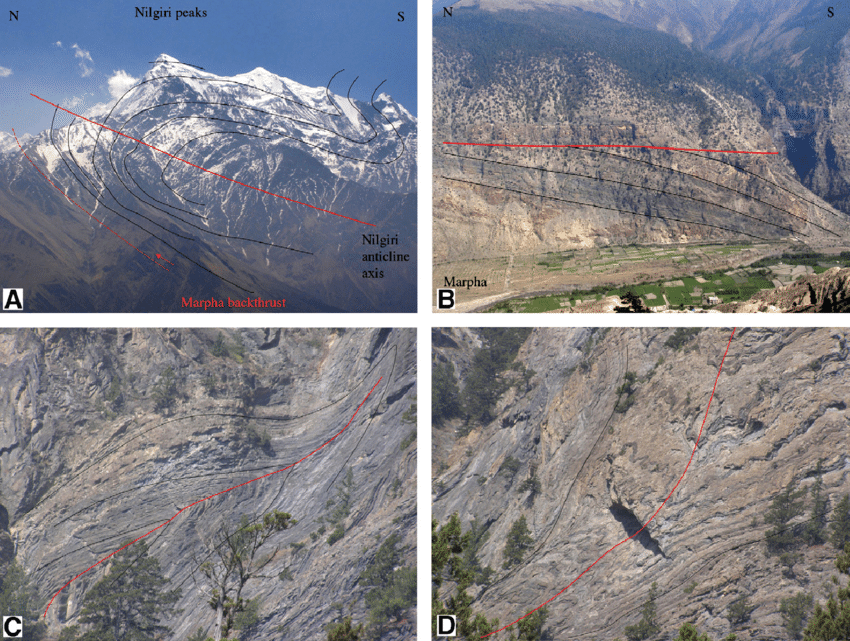 N
Nilgiri peaks
S
Nilgiri
anticline
axis
Marpha backthrust
A
N
S
Marpha
B
C
D